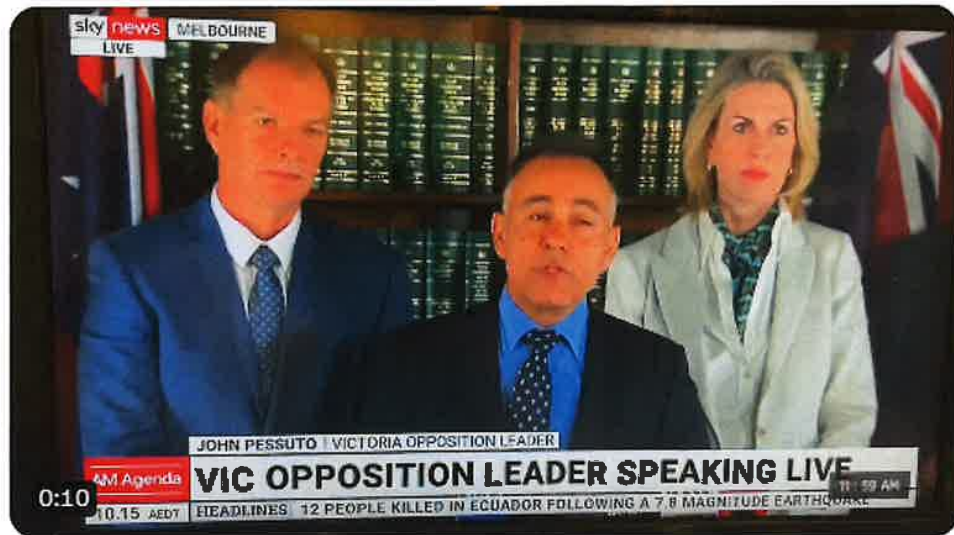 sky news MELBOURNE
LIVE
JOHN PESSUTO | VICTORIA OPPOSITION LEADER
AM Agenda
VIC OPPOSITION LEADER SPEAKING LIVE
0:10
11:59 AM
10.15 AEDT
HEADLINES 12 PEOPLE KILLED IN ECUADOR FOLLOWING A 7.8 MAGNITUDE EARTHQUAKE